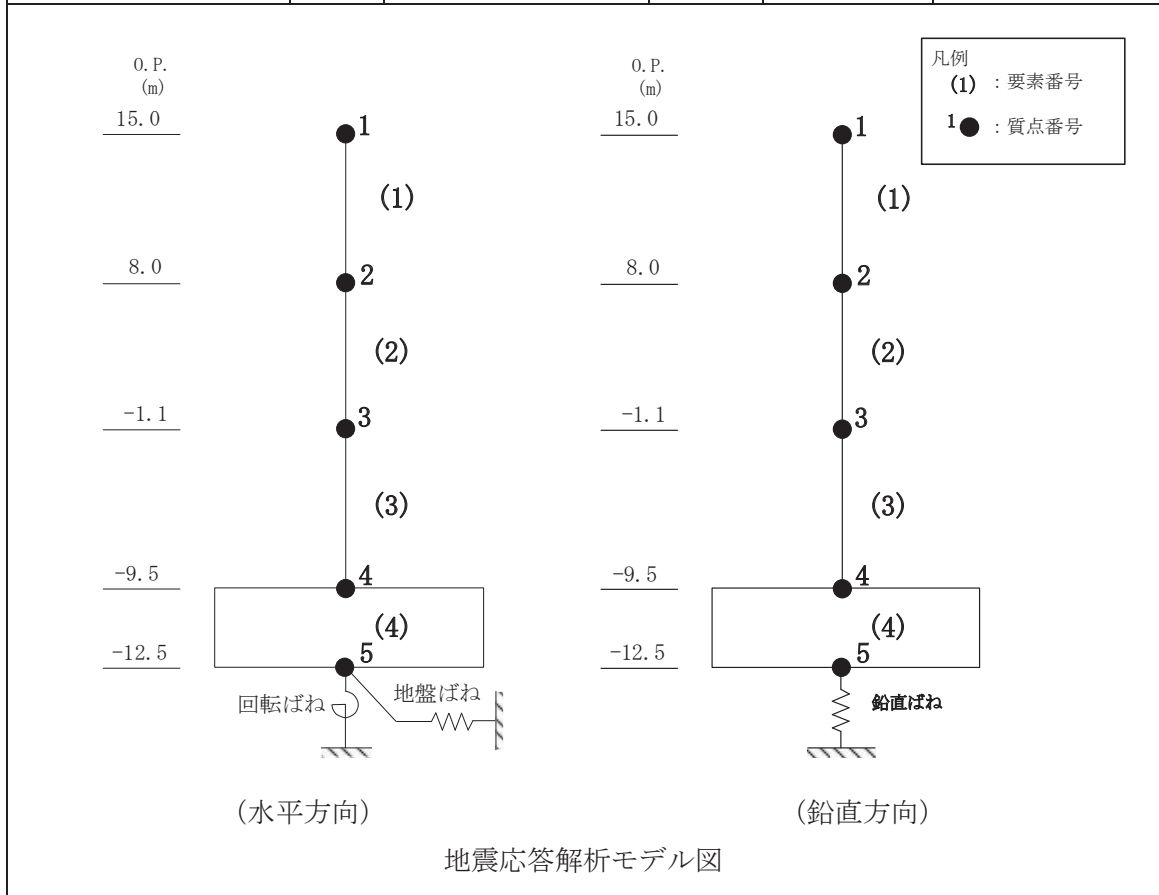 O.P.
(m)
15.0
8.0
-1.1
-9.5
-12.5
1
(1)
2
(2)
3
(3)
4
(4)
5
回転ばね
地盤ばね
(水平方向)
O.P.
(m)
15.0
8.0
-1.1
-9.5
-12.5
1
(1)
2
(2)
3
(3)
4
(4)
5
鉛直ばね
(鉛直方向)
凡例
(1) :要素番号
1● :質点番号
地震応答解析モデル図